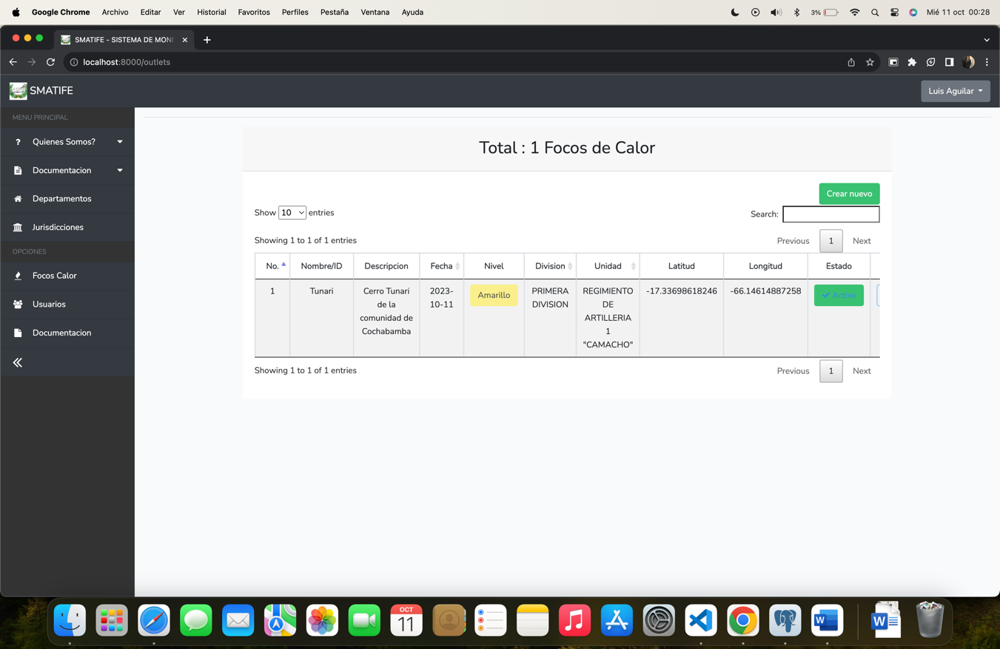 Google Chrome Archivo Editar Ver Historial Favoritos Perfiles Pestaña Ventana Ayuda 3% Mié 11 oct 00:28
SMATIFE - SISTEMA DE MONI
localhost:8000/outlets
SMATIFE
Luis Aguilar
MENU PRINCIPAL
? Quienes Somos?
Documentacion
Departamentos
Jurisdicciones
OPCIONES
Focos Calor
Usuarios
Documentacion
Total : 1 Focos de Calor
Crear nuevo
Show 10 entries
Search:
Showing 1 to 1 of 1 entries
Previous 1 Next
No. Nombre/ID Descripcion Fecha Nivel Division Unidad Latitud Longitud Estado
1 Tunari Cerro Tunari 2023- Amarillo PRIMERA REGIMIENTO -17.33698618246 -66.14614887258 Activo
de la 10-11 DIVISION DE
comunidad de ARTILLERIA
Cochabamba 1
"CAMACHO"
Showing 1 to 1 of 1 entries
Previous 1 Next
OCT
11
W
W